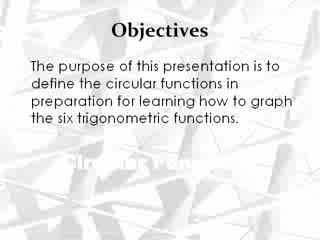 Objectives
The purpose of this presentation is to
define the circular functions in
preparation for learning how to graph
the six trigonometric functions.